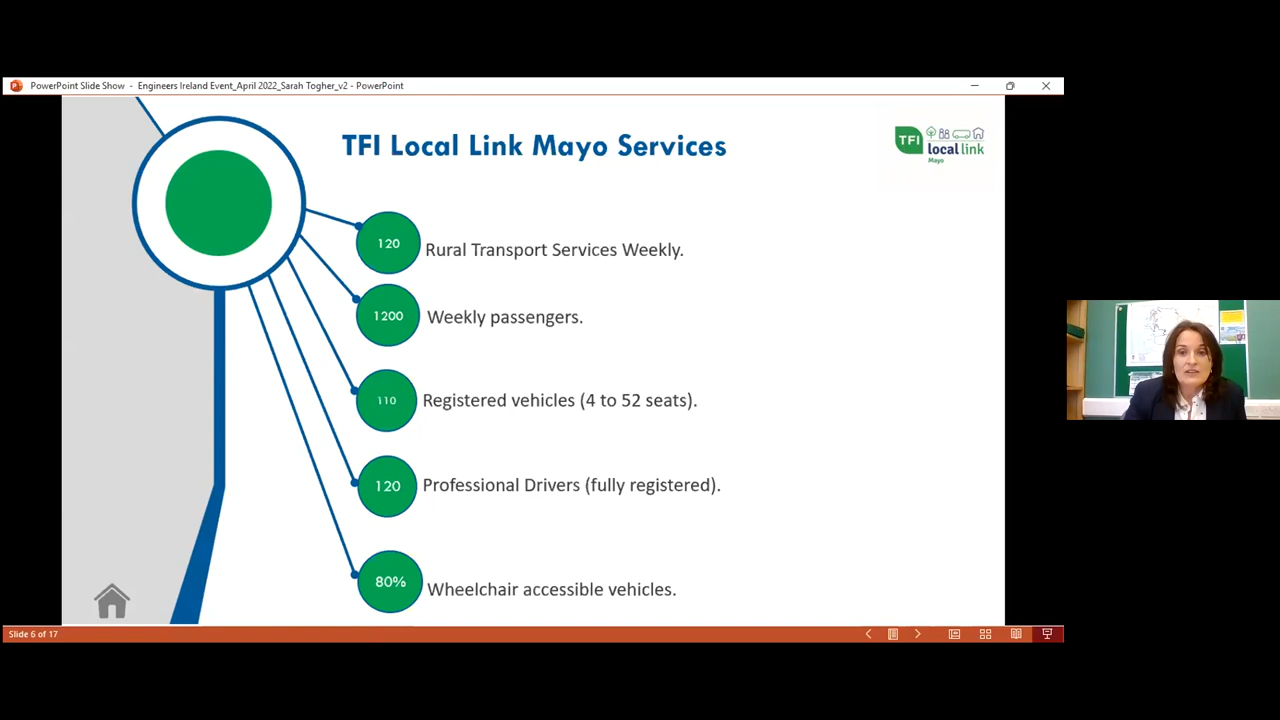 PowerPoint Slide Show - Engineers Ireland Event_April 2022_Sarah Togher_v2 - PowerPoint
TFI Local Link Mayo Services
TFI
local link
Mayo
120
Rural Transport Services Weekly.
1200
Weekly passengers.
110
Registered vehicles (4 to 52 seats).
120
Professional Drivers (fully registered).
80%
Wheelchair accessible vehicles.
Slide 6 of 17